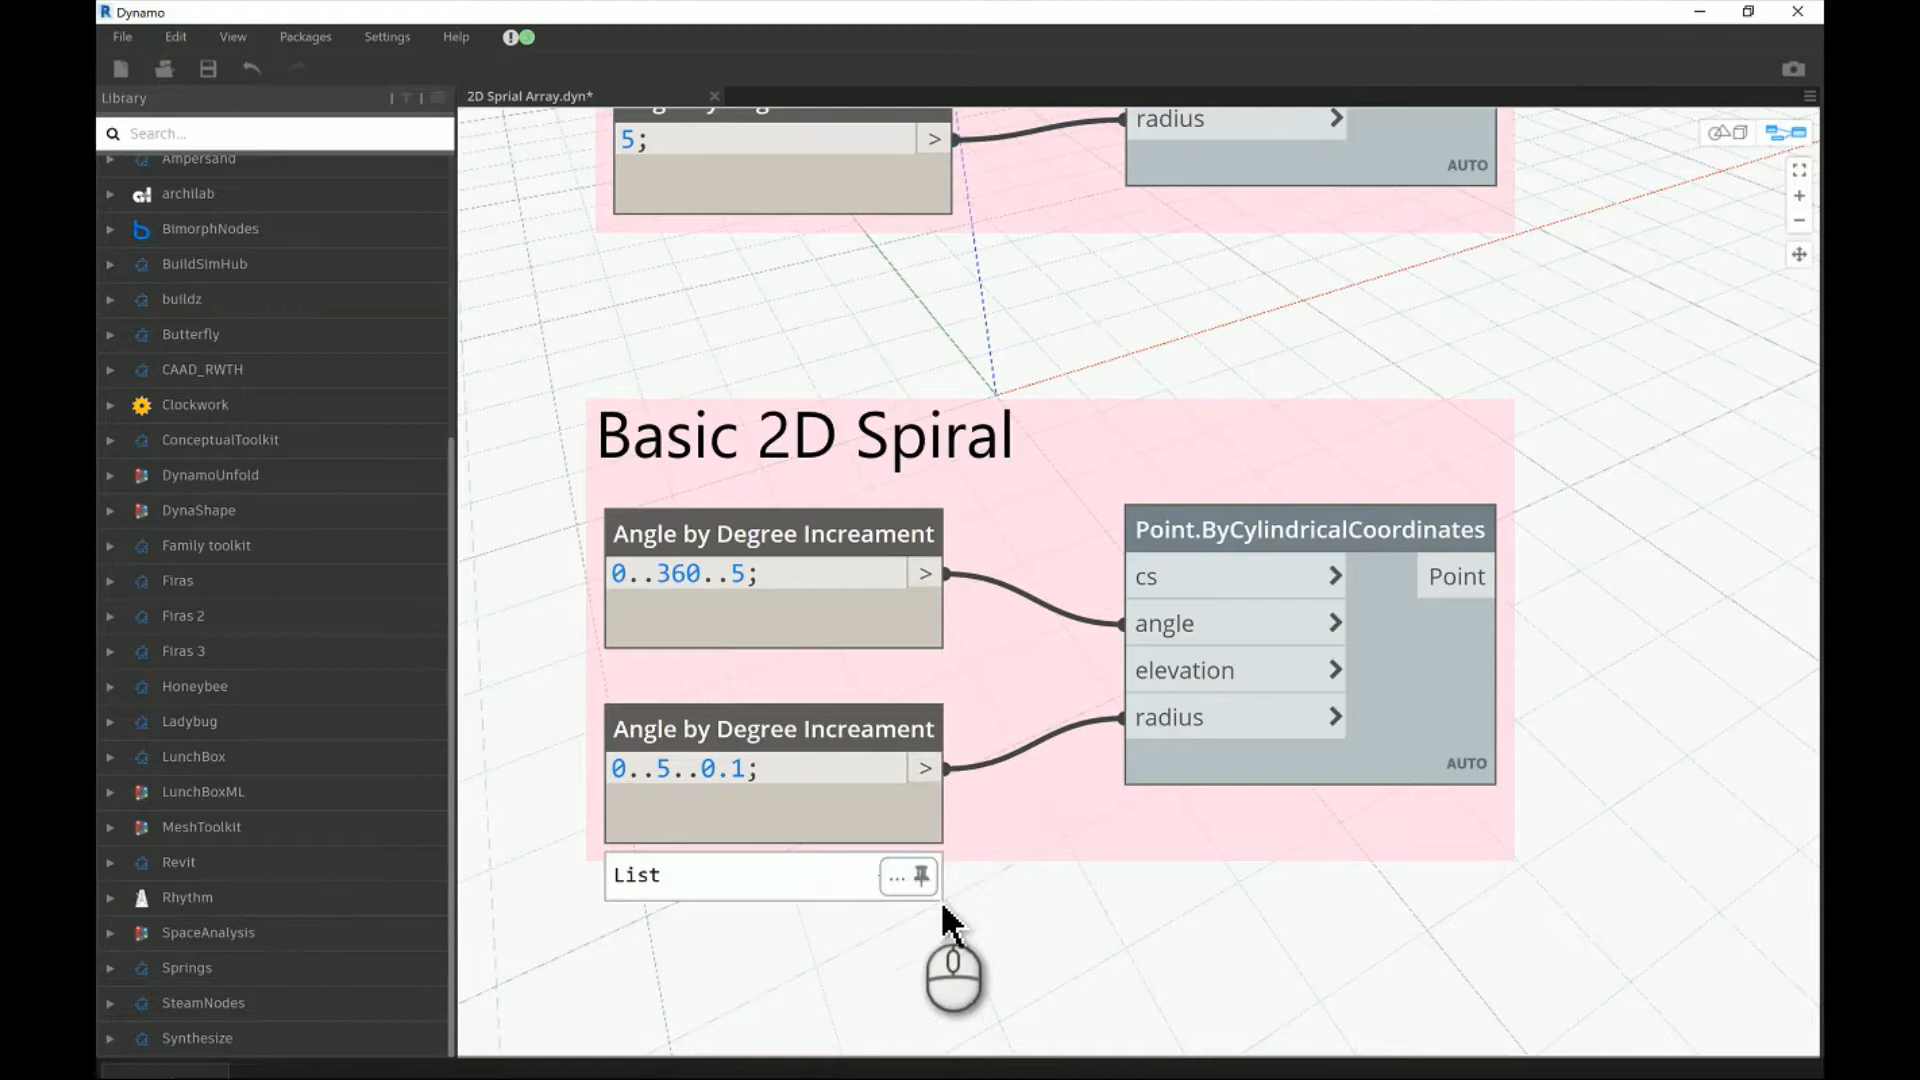 Dynamo
File Edit View Packages Settings Help
Library
2D Sprial Array.dyn*
Search...
Ampersand
archilab
BimorphNodes
BuildSimHub
buildz
Butterfly
CAAD_RWTH
Clockwork
ConceptualToolkit
DynamoUnfold
DynaShape
Family toolkit
Firas
Firas 2
Firas 3
Honeybee
Ladybug
LunchBox
LunchBoxML
MeshToolkit
Revit
Rhythm
SpaceAnalysis
Springs
SteamNodes
Synthesize
5; >
radius
AUTO
Basic 2D Spiral
Angle by Degree Increament
0..360..5; >
Angle by Degree Increament
0..5..0.1; >
List
...
Point.ByCylindricalCoordinates
cs
Point
angle
elevation
radius
AUTO